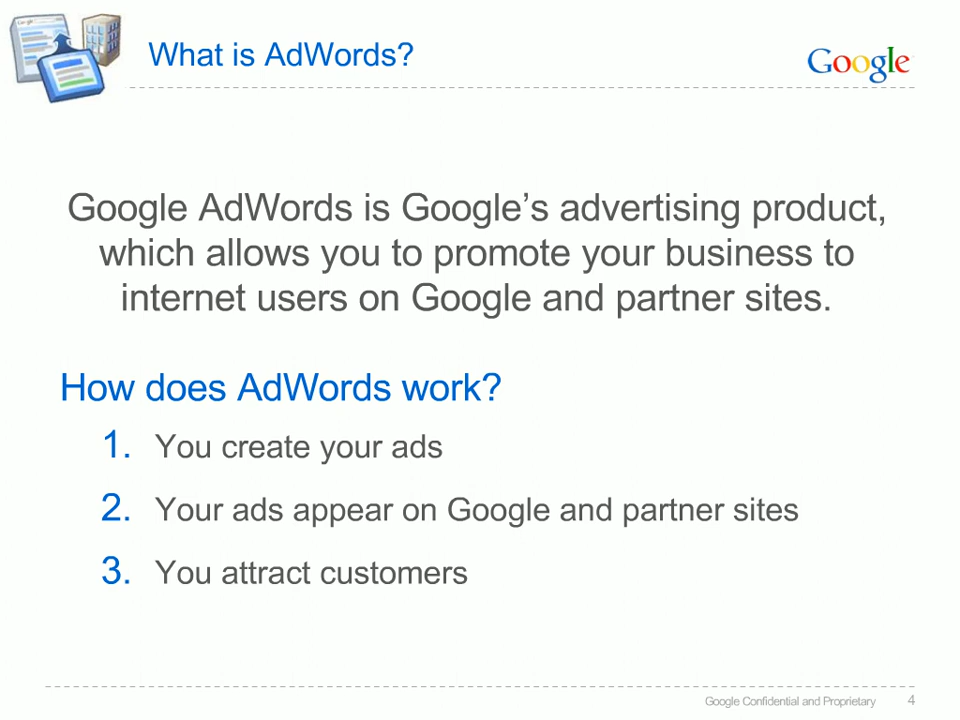 What is AdWords?
Google
Google AdWords is Google's advertising product,
which allows you to promote your business to
internet users on Google and partner sites.
How does AdWords work?
1. You create your ads
2. Your ads appear on Google and partner sites
3. You attract customers
Google Confidential and Proprietary 4